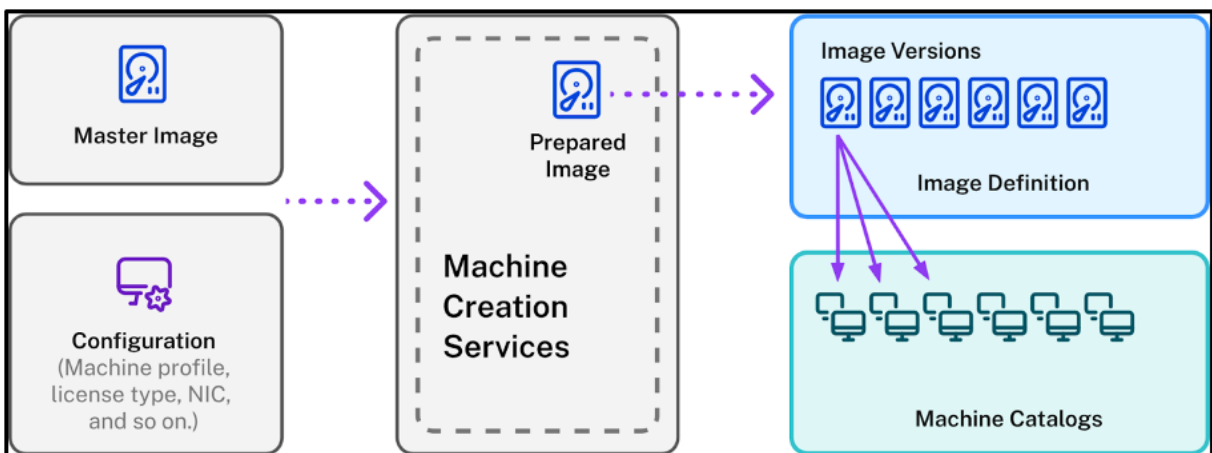 Master Image
Configuration
(Machine profile,
license type, NIC,
and so on.)
Prepared
Image
Machine
Creation
Services
Image Versions
Image Definition
Machine Catalogs